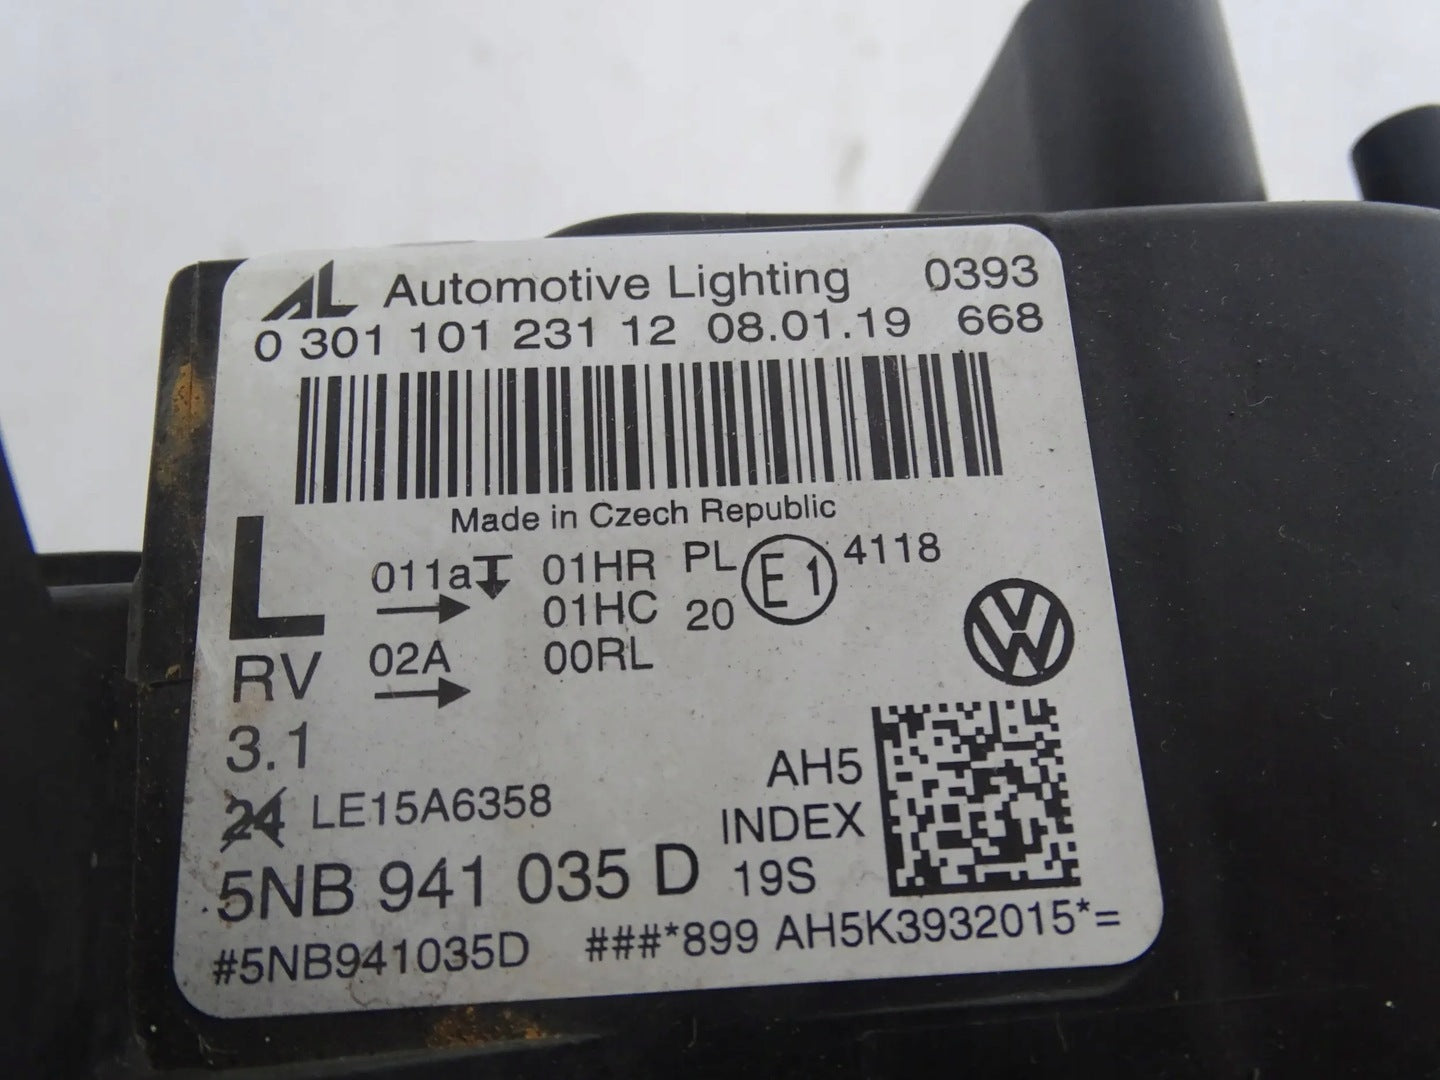 AL Automotive Lighting 0393
0 301 101 231 12 08.01.19 668
Made in Czech Republic
L 011a 01HR PL E1 4118
01HC 20
RV 02A 00RL
3.1
24 LE15A6358
AH5
INDEX
5NB 941 035 D 19S
#5NB941035D ###*899 AH5K3932015*=